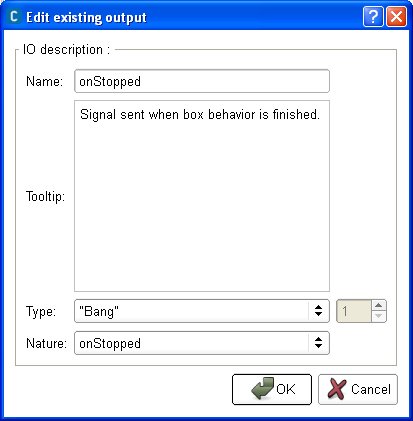 C Edit existing output ?
IO description :
Name: onStopped
Signal sent when box behavior is finished.
Tooltip:
Type: "Bang" 1
Nature: onStopped
OK Cancel